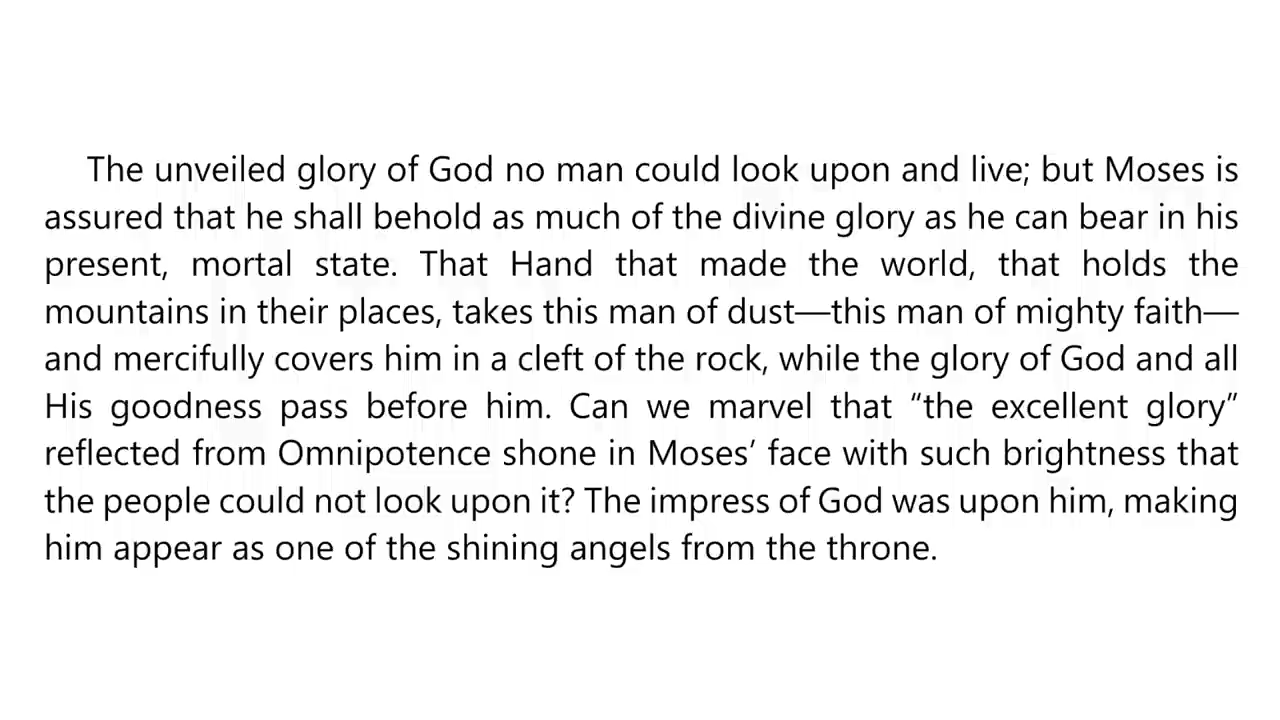 The unveiled glory of God no man could look upon and live; but Moses is
assured that he shall behold as much of the divine glory as he can bear in his
present, mortal state. That Hand that made the world, that holds the
mountains in their places, takes this man of dust—this man of mighty faith—
and mercifully covers him in a cleft of the rock, while the glory of God and all
His goodness pass before him. Can we marvel that “the excellent glory”
reflected from Omnipotence shone in Moses’ face with such brightness that
the people could not look upon it? The impress of God was upon him, making
him appear as one of the shining angels from the throne.